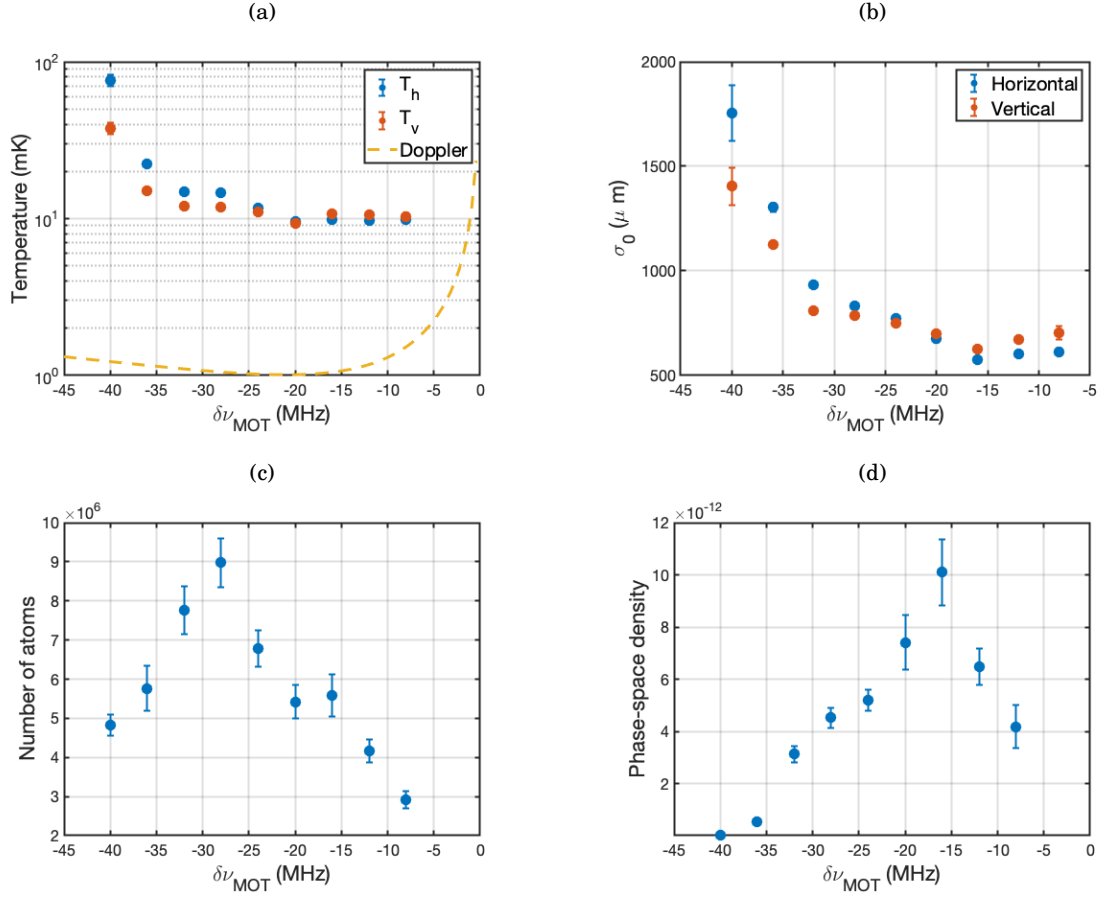 (a)
10^2
10^1
10^0
Temperature (mK)
T_h
T_v
Doppler
-45 -40 -35 -30 -25 -20 -15 -10 -5 0
δν_MOT (MHz)
(b)
2000
1500
1000
500
σ_0 (μ m)
Horizontal
Vertical
-45 -40 -35 -30 -25 -20 -15 -10 -5
δν_MOT (MHz)
(c)
×10^6
10
9
8
7
6
5
4
3
2
Number of atoms
-45 -40 -35 -30 -25 -20 -15 -10 -5 0
δν_MOT (MHz)
(d)
×10^-12
12
10
8
6
4
2
Phase-space density
-45 -40 -35 -30 -25 -20 -15 -10 -5 0
δν_MOT (MHz)